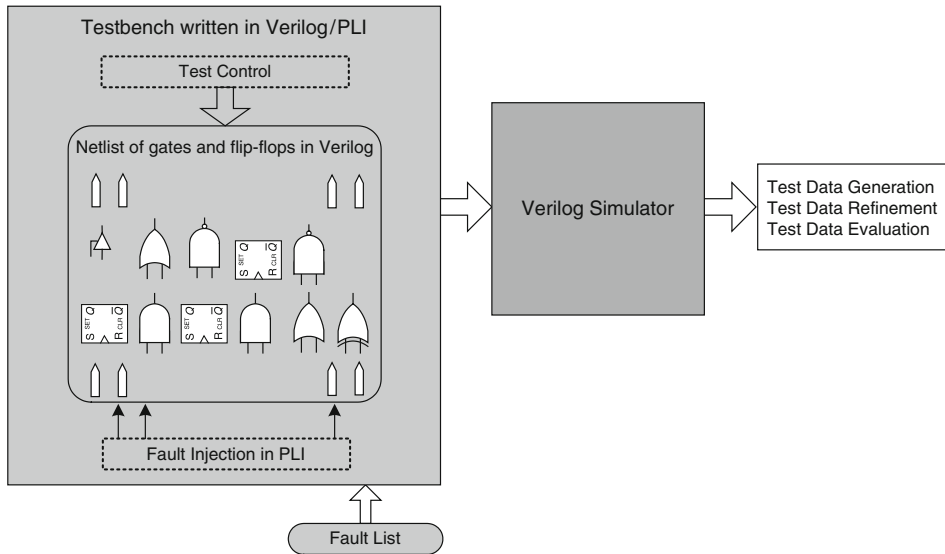 Testbench written in Verilog/PLI
Test Control
Netlist of gates and flip-flops in Verilog
S SET Q
R CLR Q
S SET Q
R CLR Q
S SET Q
R CLR Q
Fault Injection in PLI
Fault List
Verilog Simulator
Test Data Generation
Test Data Refinement
Test Data Evaluation